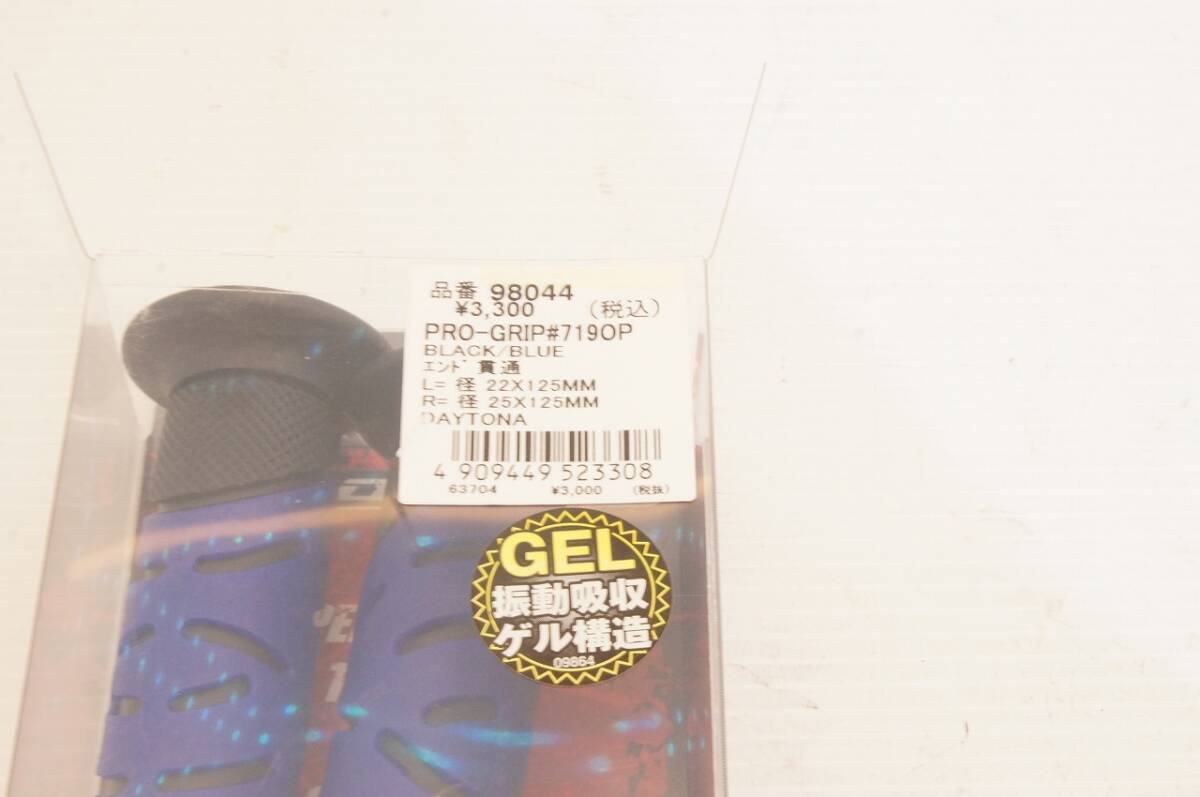 品番 98044
¥3,300 (税込)
PRO-GRIP#719OP
BLACK/BLUE
エンド 貫通
L= 径 22X125MM
R= 径 25X125MM
DAYTONA
4 909449 523308
63704 ¥3,000 (税抜)
GEL
振動吸収
ゲル構造
09864